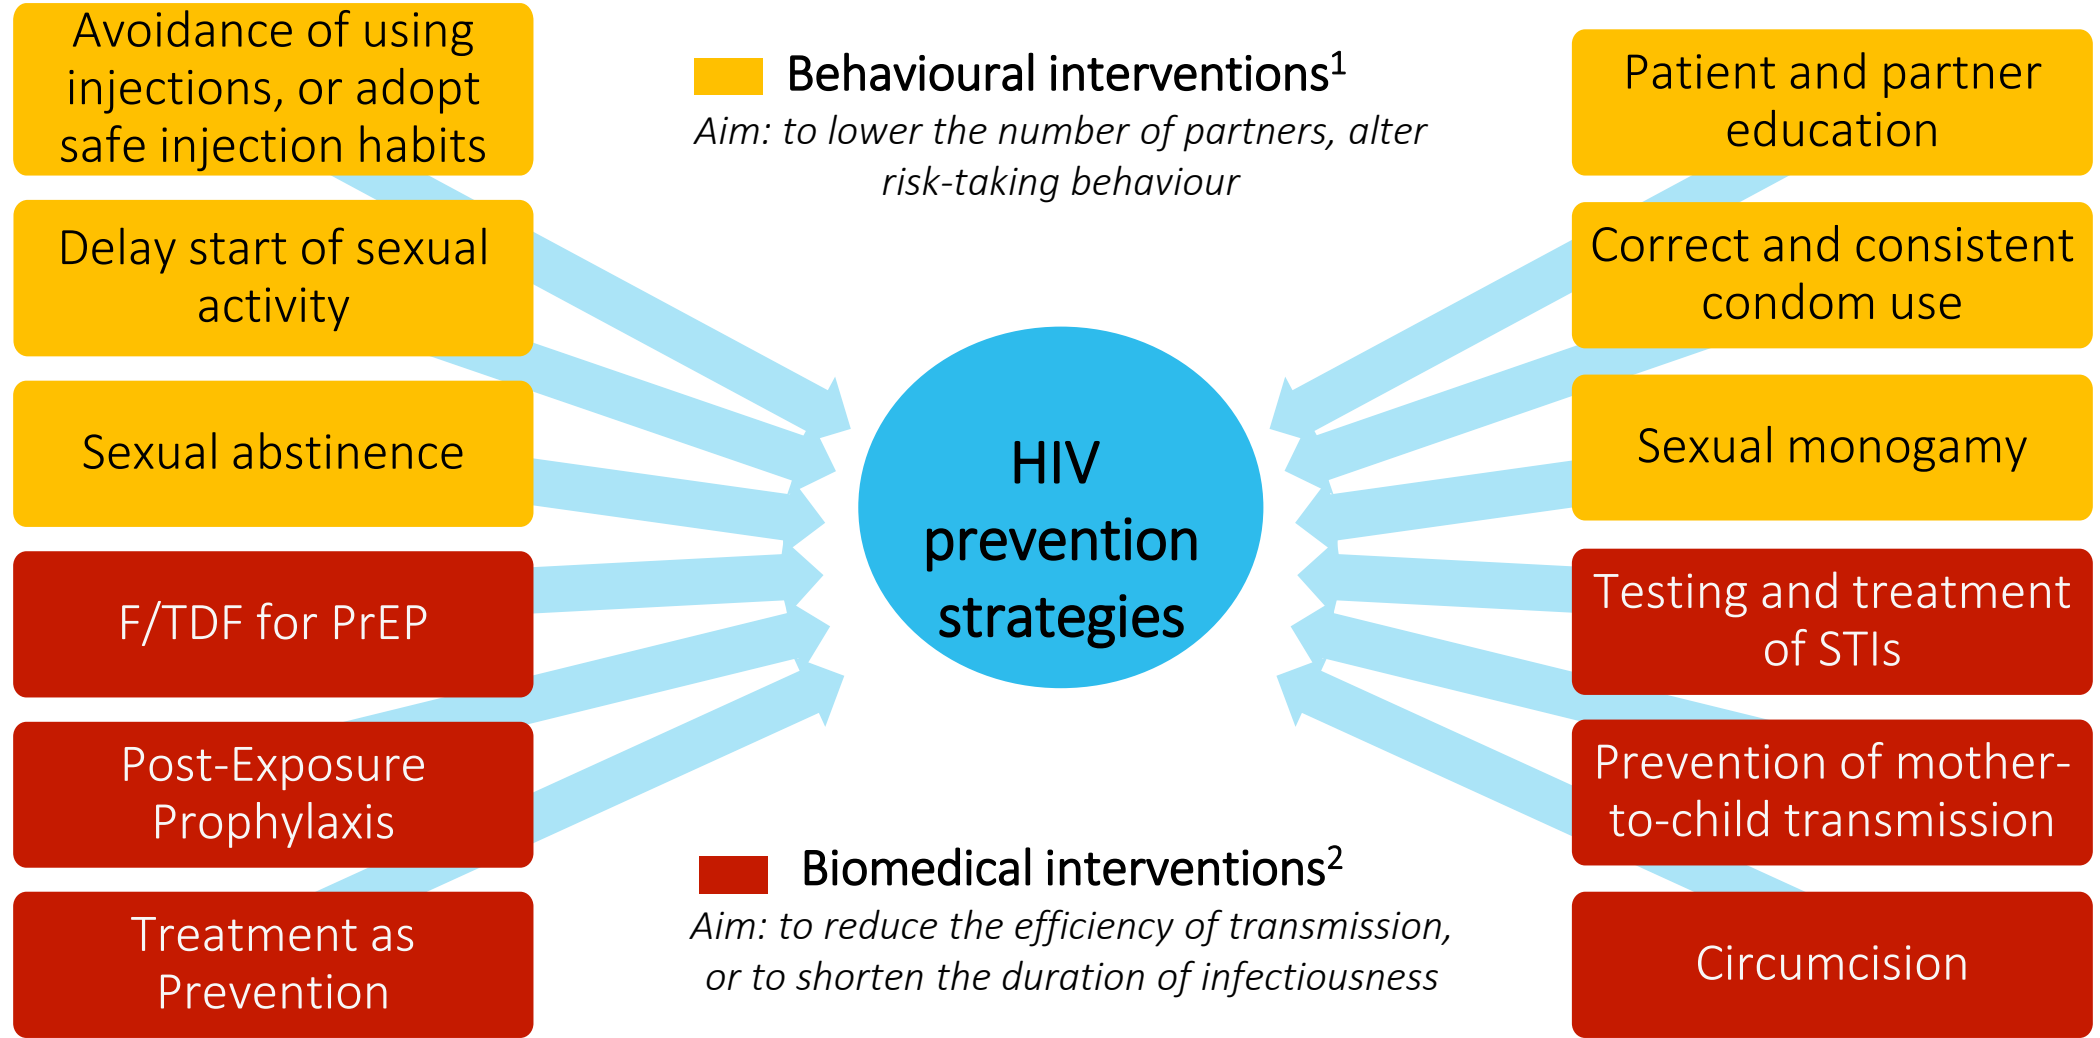 Avoidance of using
injections, or adopt
safe injection habits
Delay start of sexual
activity
Sexual abstinence
F/TDF for PrEP
Post-Exposure
Prophylaxis
Treatment as
Prevention
Behavioural interventions¹
Aim: to lower the number of partners, alter
risk-taking behaviour
HIV
prevention
strategies
Biomedical interventions²
Aim: to reduce the efficiency of transmission,
or to shorten the duration of infectiousness
Patient and partner
education
Correct and consistent
condom use
Sexual monogamy
Testing and treatment
of STIs
Prevention of mother-
to-child transmission
Circumcision